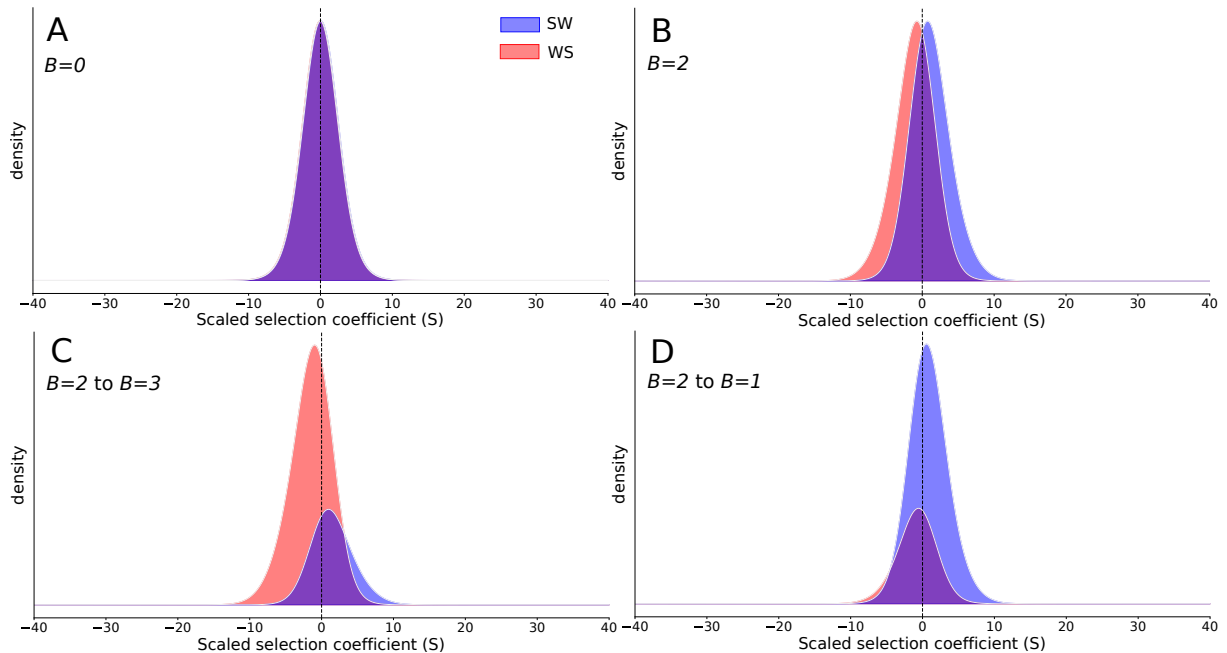 A
B=0
SW
WS
density
−40 −30 −20 −10 0 10 20 30 40
Scaled selection coefficient (S)
B
B=2
density
−40 −30 −20 −10 0 10 20 30 40
Scaled selection coefficient (S)
C
B=2 to B=3
density
−40 −30 −20 −10 0 10 20 30 40
Scaled selection coefficient (S)
D
B=2 to B=1
density
−40 −30 −20 −10 0 10 20 30 40
Scaled selection coefficient (S)